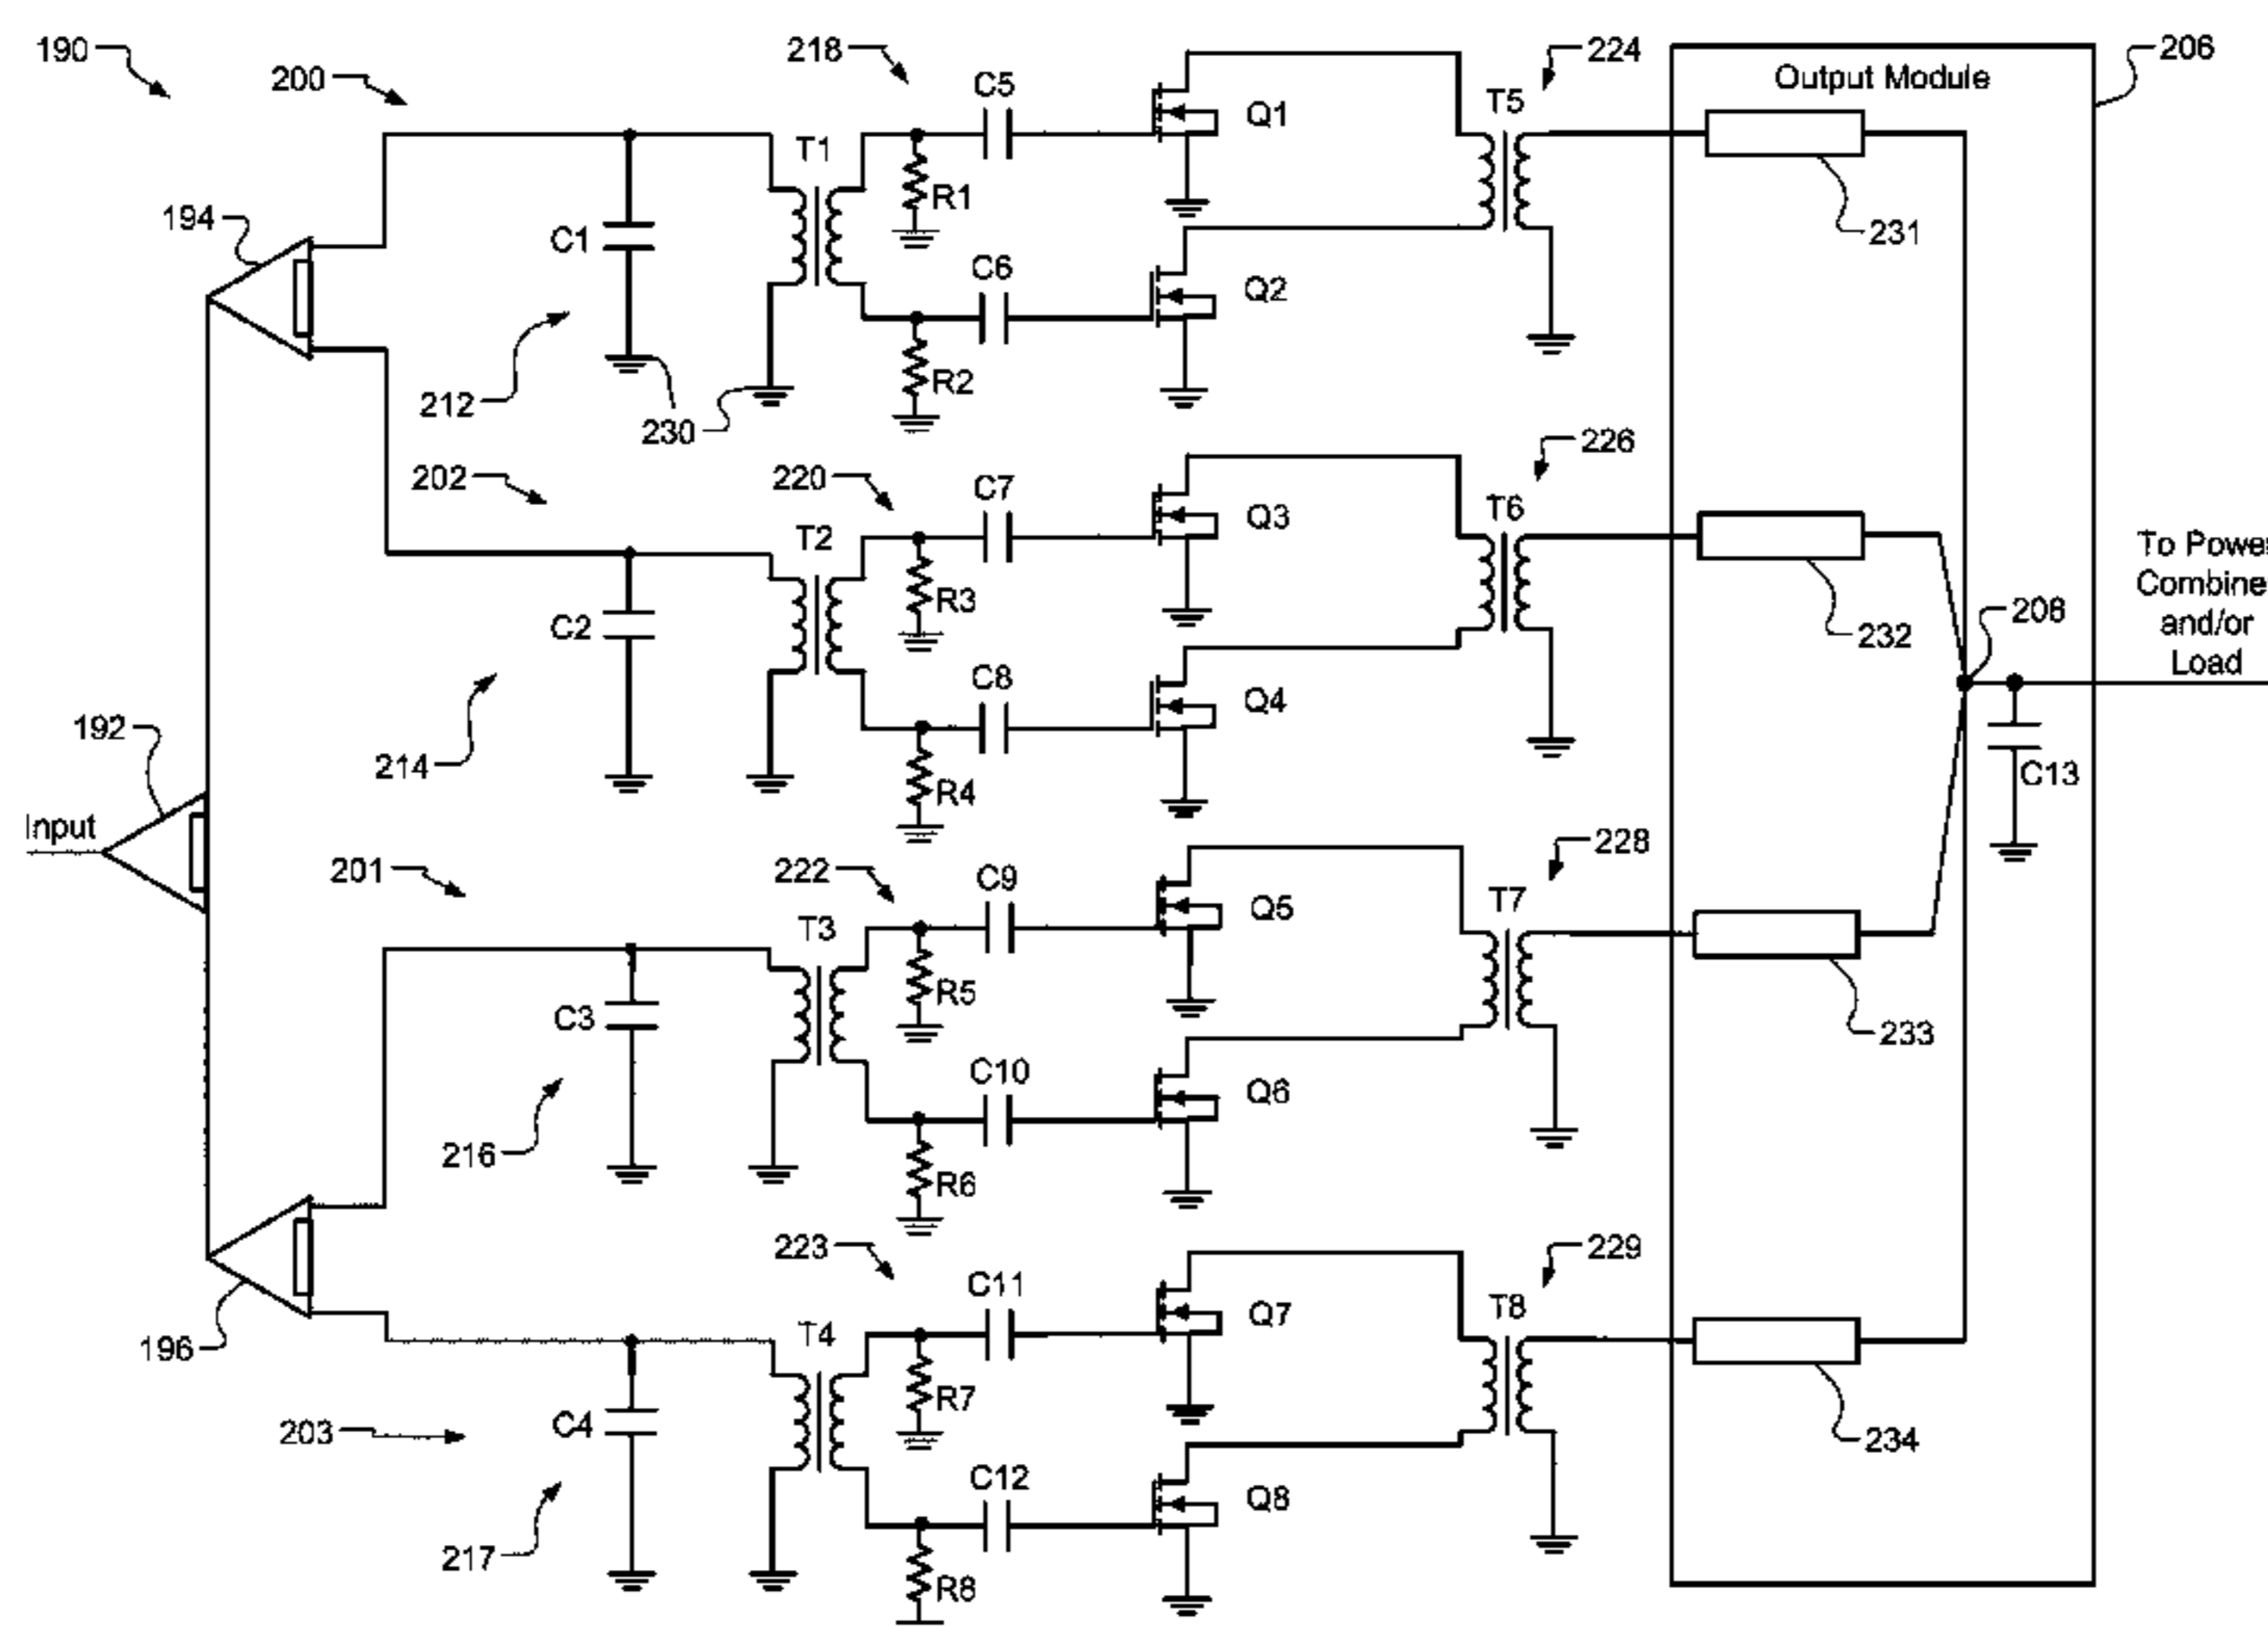 190
200
218
C5
Q1
224
T5
Output Module
206
194
C1
T1
R1
231
212
230
C6
Q2
R2
202
220
C7
Q3
226
T6
To Power
Combine
and/or
Load
C2
T2
R3
232
208
214
C8
Q4
R4
C13
192
Input
201
222
C9
Q5
228
T7
C3
T3
R5
233
216
C10
Q6
R6
196
223
C11
Q7
229
T8
T4
R7
203
C4
234
217
C12
Q8
R8